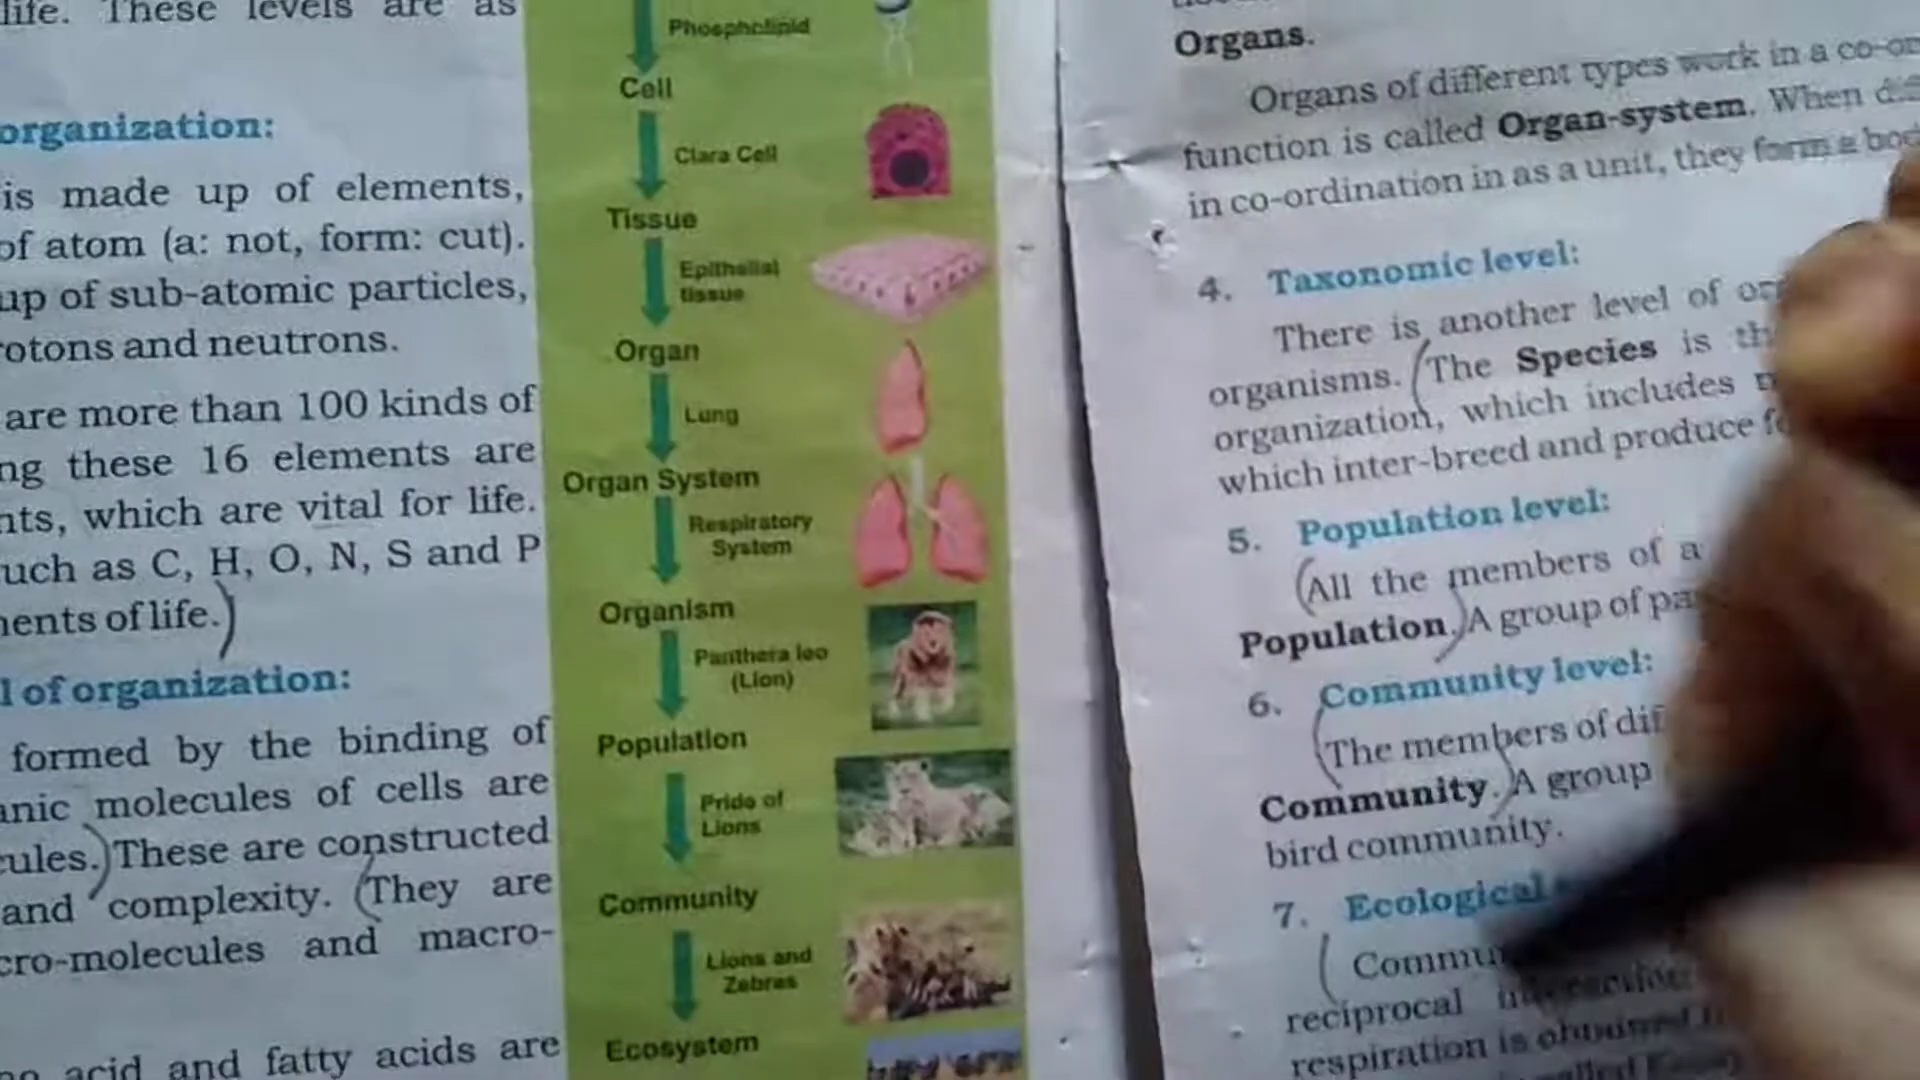 life. These levels are as
organization:
is made up of elements,
of atom (a: not, form: cut).
up of sub-atomic particles,
rotons and neutrons.
are more than 100 kinds of
ng these 16 elements are
nts, which are vital for life.
uch as C, H, O, N, S and P
nents of life.)
l of organization:
formed by the binding of
anic molecules of cells are
cules.) These are constructed
and complexity. (They are
cro-molecules and macro-
acid and fatty acids are
Phospholipid
Cell
Clara Cell
Tissue
Epithelial
tissue
Organ
Lung
Organ System
Respiratory
System
Organism
Panthera leo
(Lion)
Population
Pride of
Lions
Community
Lions and
Zebras
Ecosystem
Organs.
Organs of different types work in a co-or
function is called Organ-system. When
in co-ordination in as a unit, they form a bod
4. Taxonomic level:
There is another level of
organisms. (The Species is
organization, which includes
which inter-breed and produce
5. Population level:
(All the members of a
Population.) A group of
6. Community level:
(The members of
Community.) A group
bird community.
7. Ecological
(Commu
reciprocal
respiration is obtained